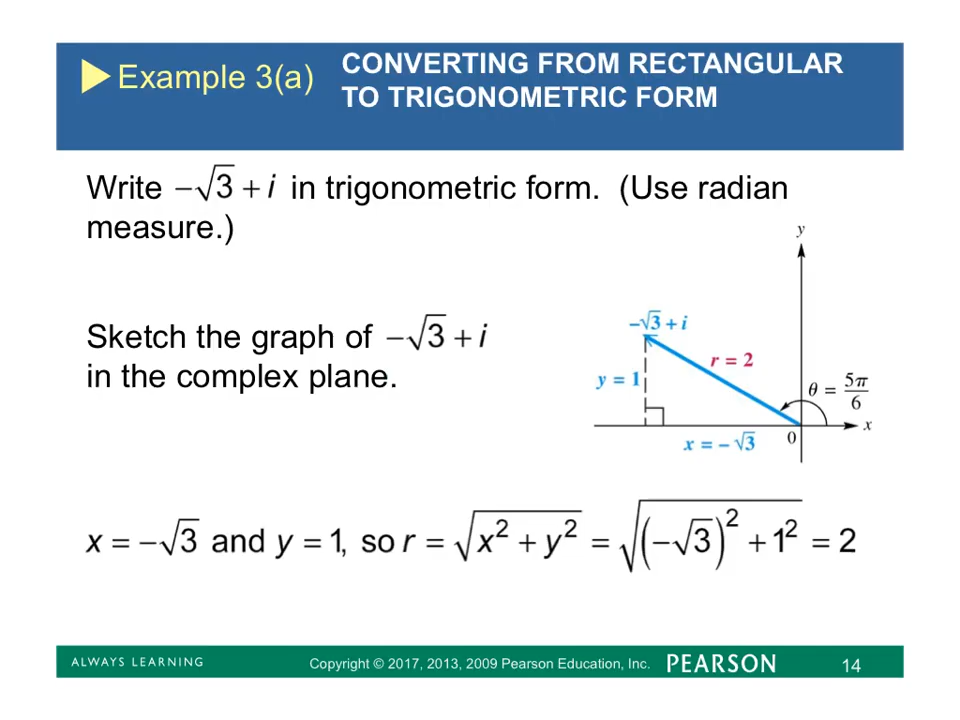 Example 3(a)
CONVERTING FROM RECTANGULAR
TO TRIGONOMETRIC FORM
Write −√3 + i in trigonometric form. (Use radian
measure.)
Sketch the graph of −√3 + i
in the complex plane.
y
−√3 + i
r = 2
y = 1
θ = 5π/6
x
0
x = −√3
x = −√3 and y = 1, so r = √(x² + y²) = √((−√3)² + 1²) = 2
ALWAYS LEARNING
Copyright © 2017, 2013, 2009 Pearson Education, Inc.
PEARSON
14